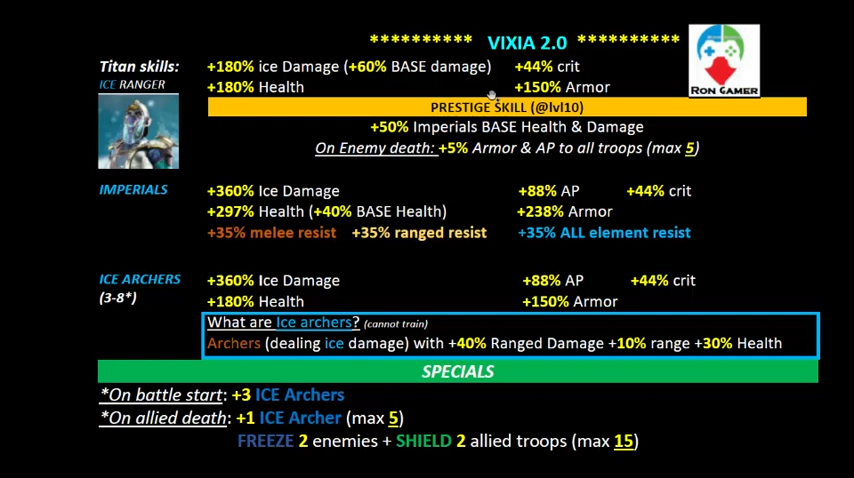 ********** VIXIA 2.0 **********
Titan skills: +180% ice Damage (+60% BASE damage) +44% crit
ICE RANGER +180% Health +150% Armor
RON GAMER
PRESTIGE SKILL (@lvl10)
+50% Imperials BASE Health & Damage
On Enemy death: +5% Armor & AP to all troops (max 5)
IMPERIALS +360% Ice Damage +88% AP +44% crit
+297% Health (+40% BASE Health) +238% Armor
+35% melee resist +35% ranged resist +35% ALL element resist
ICE ARCHERS +360% Ice Damage +88% AP +44% crit
(3-8*) +180% Health +150% Armor
What are Ice archers? (cannot train)
Archers (dealing ice damage) with +40% Ranged Damage +10% range +30% Health
SPECIALS
*On battle start: +3 ICE Archers
*On allied death: +1 ICE Archer (max 5)
FREEZE 2 enemies + SHIELD 2 allied troops (max 15)